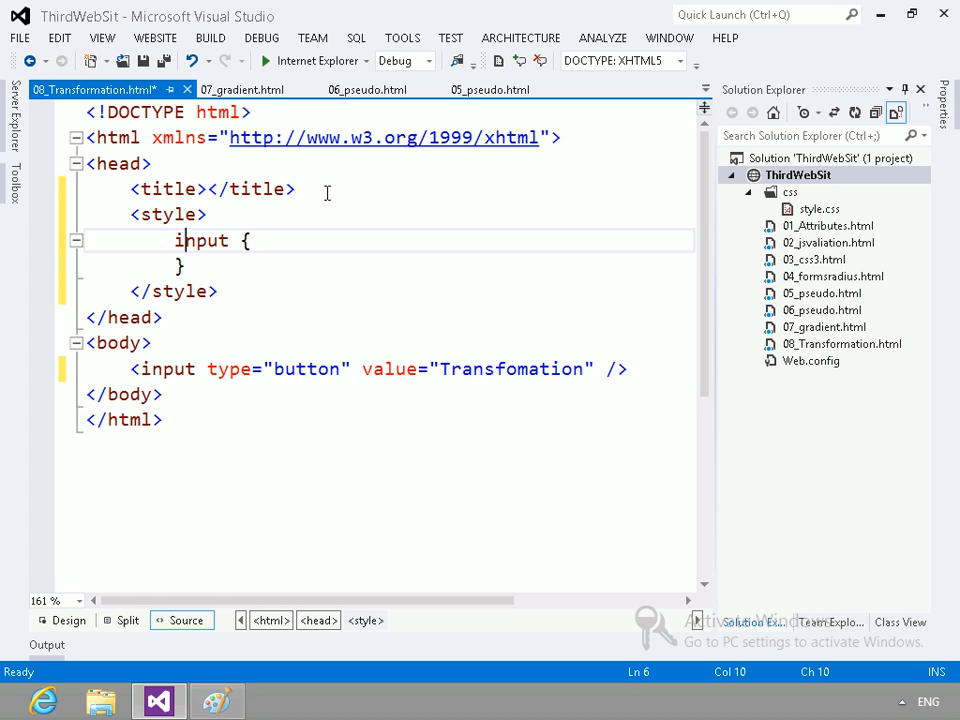 ThirdWebSit - Microsoft Visual Studio
Quick Launch (Ctrl+Q)
FILE EDIT VIEW WEBSITE BUILD DEBUG TEAM SQL TOOLS TEST ARCHITECTURE ANALYZE WINDOW HELP
Internet Explorer Debug DOCTYPE: XHTML5
08_Transformation.html* 07_gradient.html 06_pseudo.html 05_pseudo.html
Server Explorer
Toolbox
<!DOCTYPE html>
<html xmlns="http://www.w3.org/1999/xhtml">
<head>
<title></title>
<style>
input {
}
</style>
</head>
<body>
<input type="button" value="Transfomation" />
</body>
</html>
161 %
Design Split Source <html> <head> <style>
Output
Solution Explorer
Search Solution Explorer (Ctrl+;)
Solution 'ThirdWebSit' (1 project)
ThirdWebSit
css
style.css
01_Attributes.html
02_jsvaliation.html
03_css3.html
04_formsradius.html
05_pseudo.html
06_pseudo.html
07_gradient.html
08_Transformation.html
Web.config
Properties
Activate Windows
Go to PC settings to activate Windows.
Solution Ex... Team Explo... Class View
Ready Ln 6 Col 10 Ch 10 INS
ENG